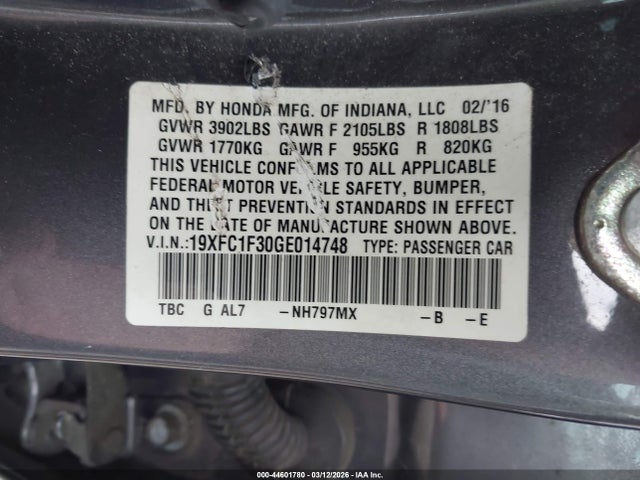 MFD. BY HONDA MFG. OF INDIANA, LLC 02/'16
GVWR 3902LBS GAWR F 2105LBS R 1808LBS
GVWR 1770KG GAWR F 955KG R 820KG
THIS VEHICLE CONFORMS TO ALL APPLICABLE
FEDERAL MOTOR VEHICLE SAFETY, BUMPER,
AND THEFT PREVENTION STANDARDS IN EFFECT
ON THE DATE OF MANUFACTURE SHOWN ABOVE.
V.I.N.: 19XFC1F30GE014748 TYPE: PASSENGER CAR
TBC G AL7 -NH797MX -B -E
000-44601780 - 03/12/2026 - IAA Inc.